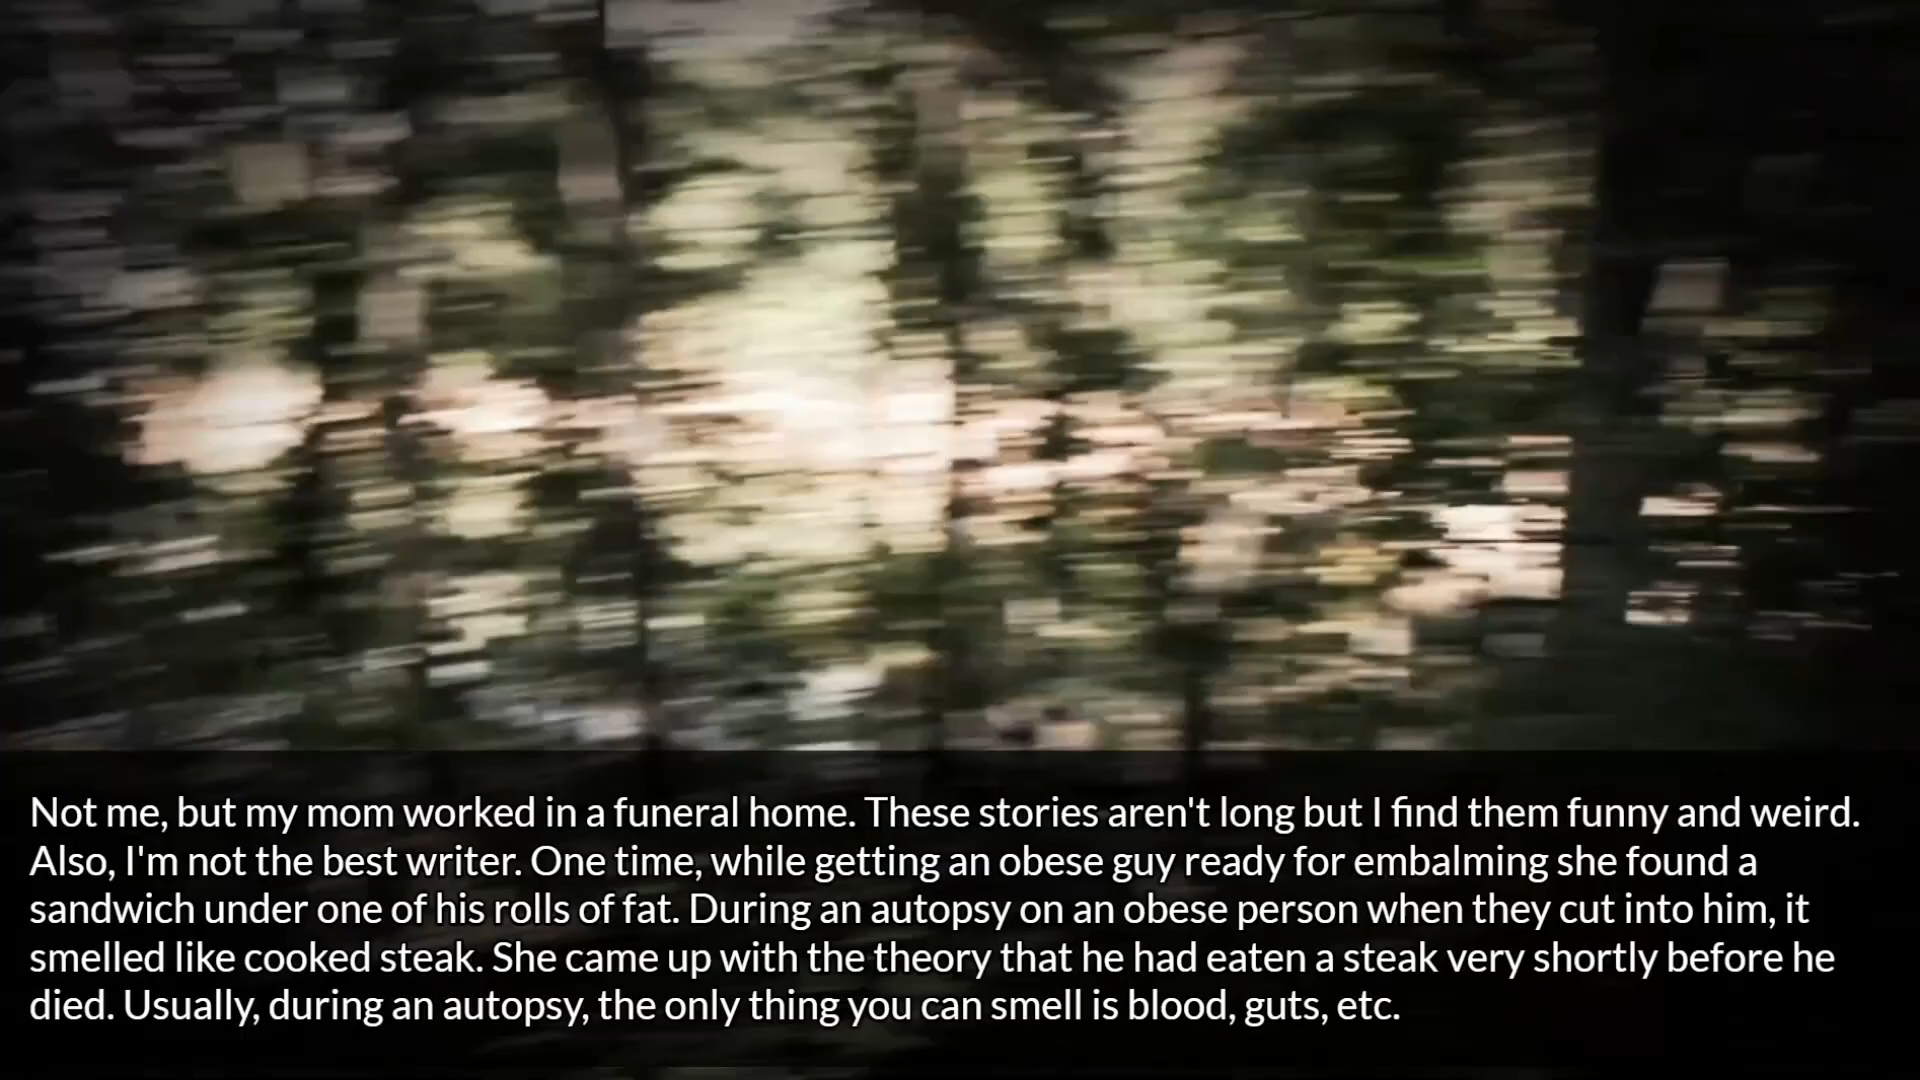 Not me, but my mom worked in a funeral home. These stories aren't long but I find them funny and weird.
Also, I'm not the best writer. One time, while getting an obese guy ready for embalming she found a
sandwich under one of his rolls of fat. During an autopsy on an obese person when they cut into him, it
smelled like cooked steak. She came up with the theory that he had eaten a steak very shortly before he
died. Usually, during an autopsy, the only thing you can smell is blood, guts, etc.